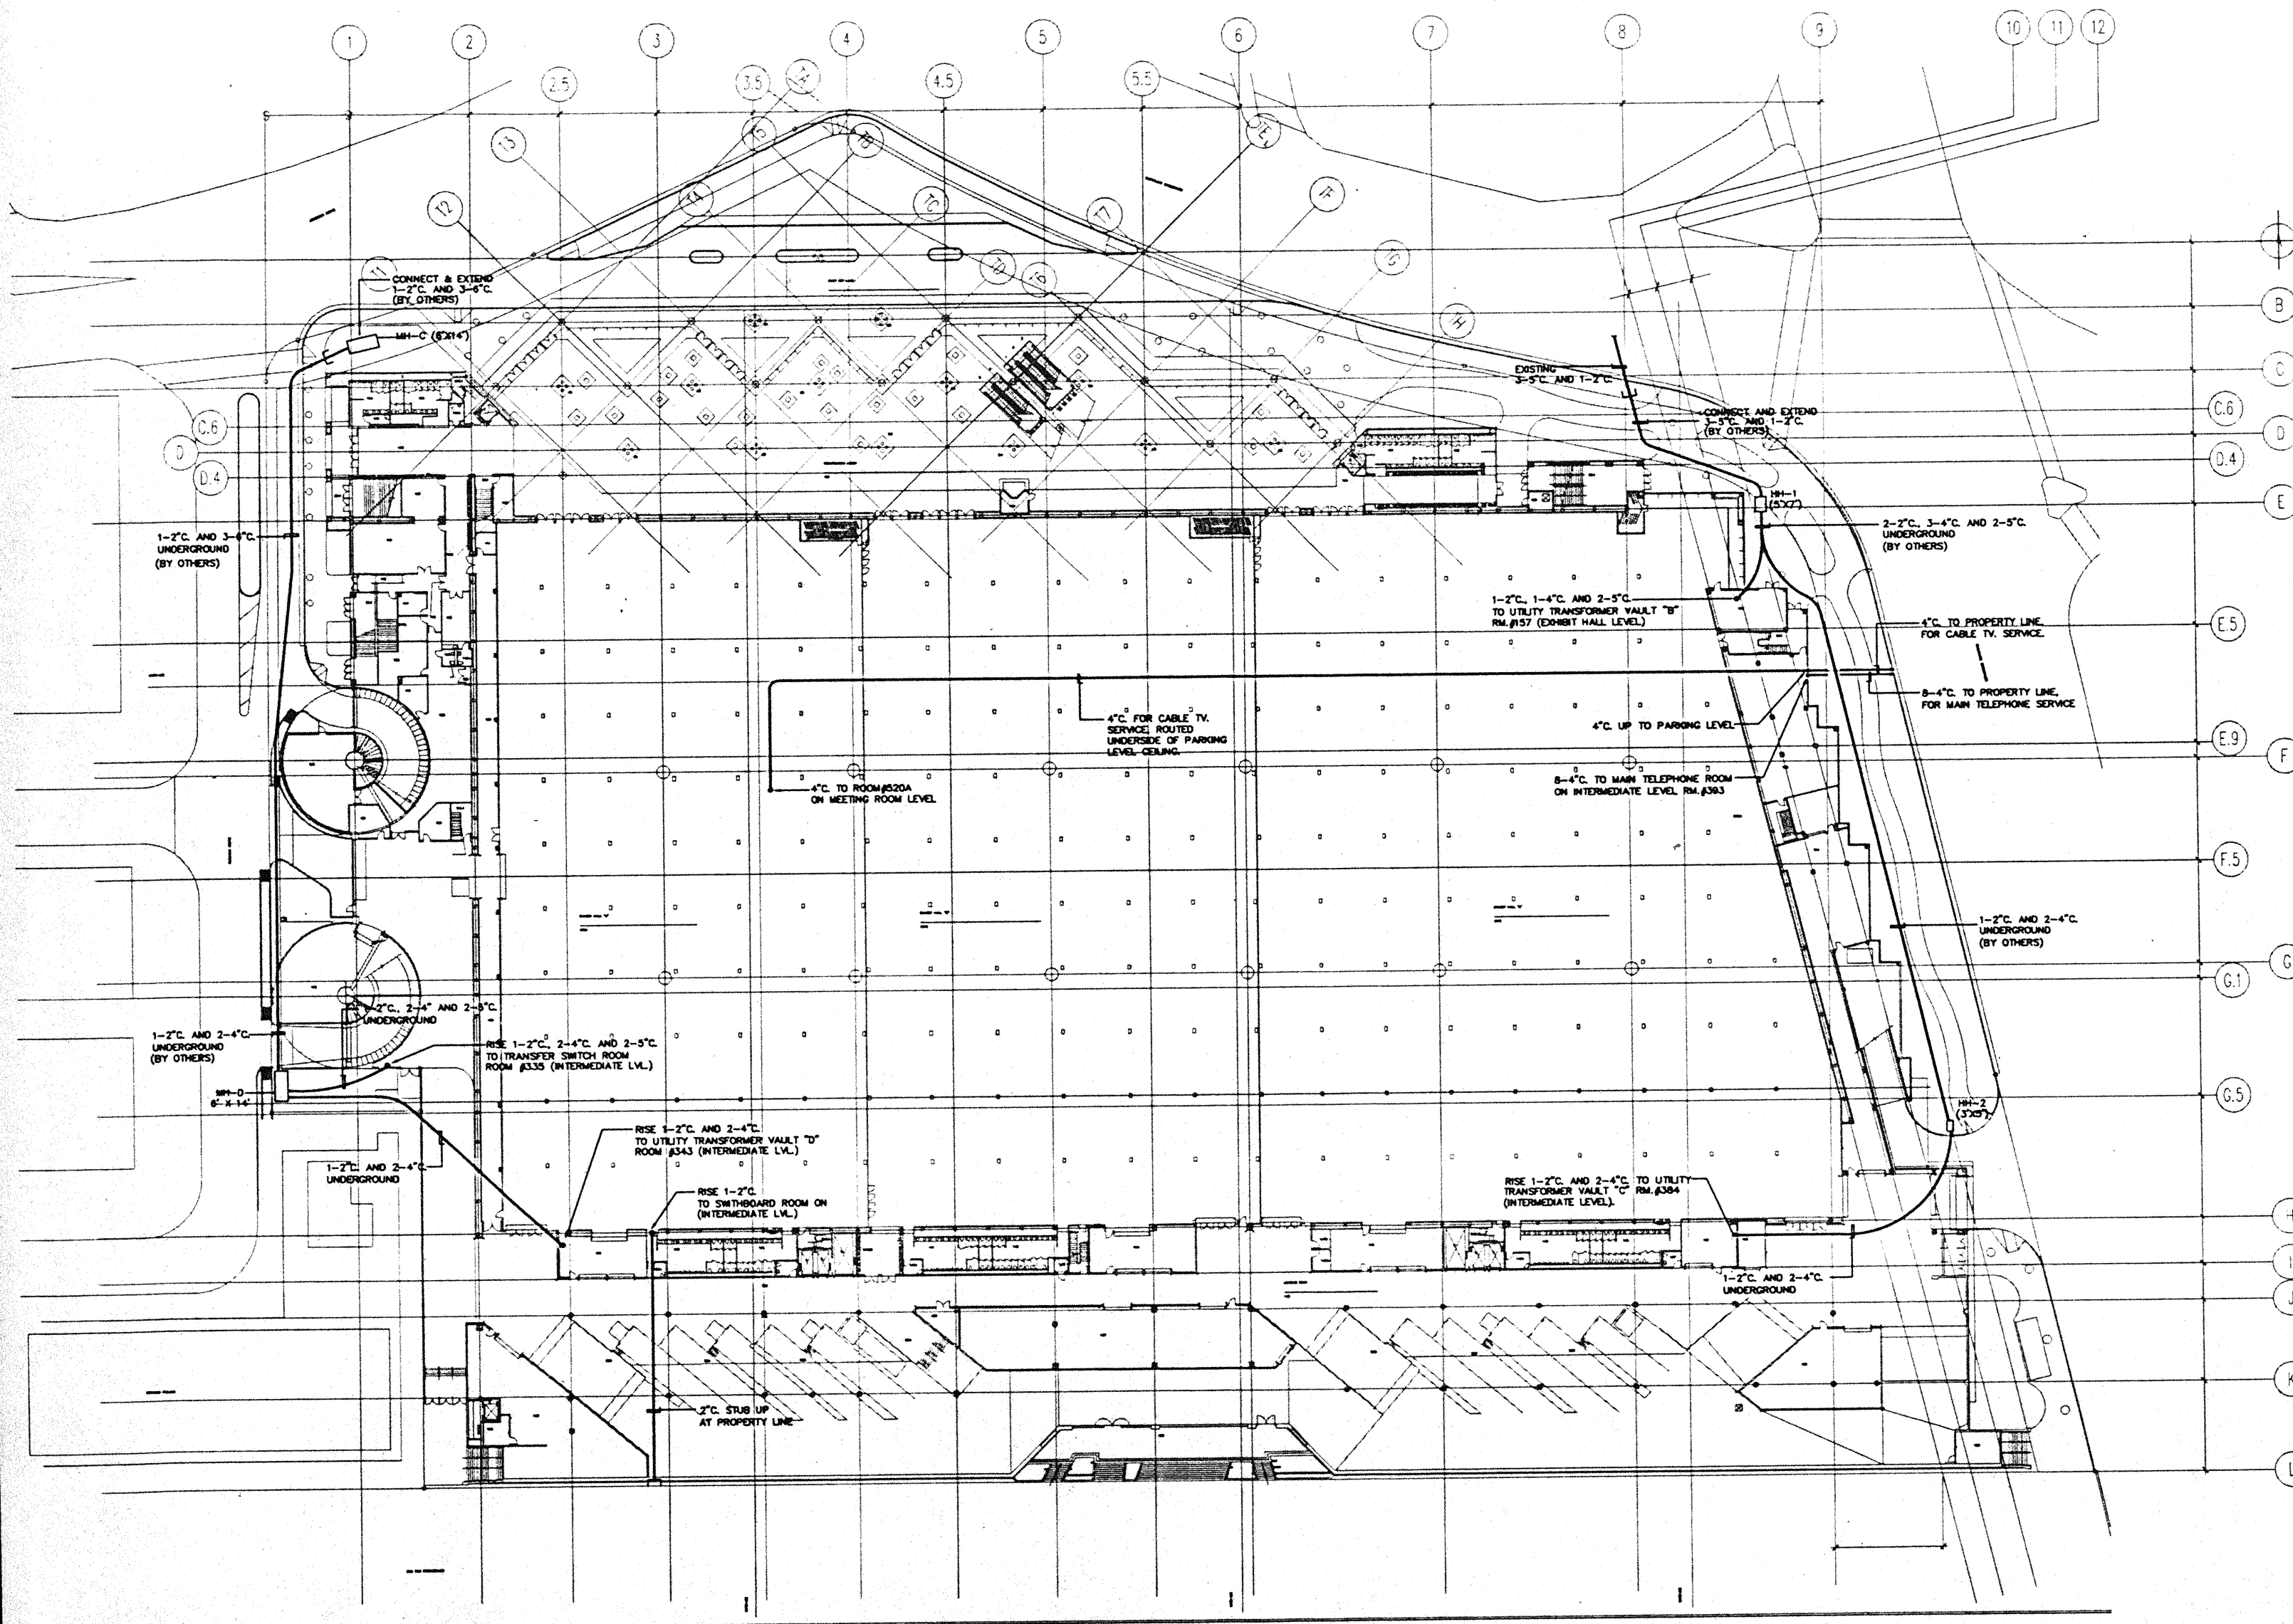 1
2
3
4
5
6
7
8
9
10
11
12
2.5
3.5
4.5
5.5
13
T2
T7
TC
TF
TH
B
C
C.6
D
D.4
E
E.5
E.9
F
F.5
G
G.1
G.5
H
J
K
L
C.6
D
D.4
CONNECT & EXTEND
1-2"C. AND 3-6"C.
(BY OTHERS)
MH-C (6'X14')
EXISTING
3-5"C. AND 1-2"C.
CONNECT AND EXTEND
3-5"C. AND 1-2"C.
(BY OTHERS)
HH-1
(5'X7')
2-2"C., 3-4"C. AND 2-5"C.
UNDERGROUND
(BY OTHERS)
1-2"C. AND 3-6"C.
UNDERGROUND
(BY OTHERS)
1-2"C., 1-4"C. AND 2-5"C.
TO UTILITY TRANSFORMER VAULT "B"
RM.#157 (EXHIBIT HALL LEVEL)
4"C. TO PROPERTY LINE,
FOR CABLE TV. SERVICE.
8-4"C. TO PROPERTY LINE,
FOR MAIN TELEPHONE SERVICE
4"C. FOR CABLE TV.
SERVICE, ROUTED
UNDERSIDE OF PARKING
LEVEL CEILING.
4"C. UP TO PARKING LEVEL
4"C. TO ROOM#520A
ON MEETING ROOM LEVEL
8-4"C. TO MAIN TELEPHONE ROOM
ON INTERMEDIATE LEVEL RM.#393
1-2"C. AND 2-4"C.
UNDERGROUND
(BY OTHERS)
1-2"C., 2-4" AND 2-5"C.
UNDERGROUND
1-2"C. AND 2-4"C.
UNDERGROUND
(BY OTHERS)
RISE 1-2"C., 2-4"C. AND 2-5"C.
TO TRANSFER SWITCH ROOM
ROOM #335 (INTERMEDIATE LVL.)
MH-D
6' X 14'
HH-2
(3'X5')
RISE 1-2"C. AND 2-4"C.
TO UTILITY TRANSFORMER VAULT "D"
ROOM #343 (INTERMEDIATE LVL.)
1-2"C. AND 2-4"C.
UNDERGROUND
RISE 1-2"C.
TO SWITHBOARD ROOM ON
(INTERMEDIATE LVL.)
RISE 1-2"C. AND 2-4"C. TO UTILITY
TRANSFORMER VAULT "C" RM.#384
(INTERMEDIATE LEVEL).
1-2"C. AND 2-4"C.
UNDERGROUND
2"C. STUB UP
AT PROPERTY LINE